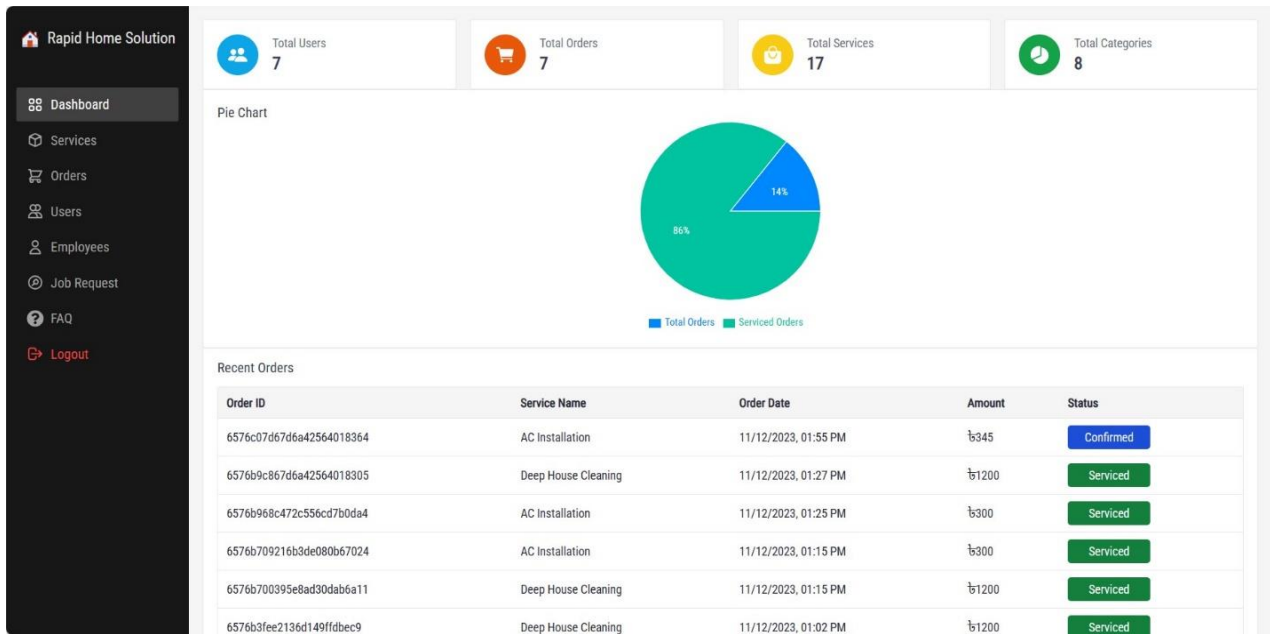 Rapid Home Solution
Dashboard
Services
Orders
Users
Employees
Job Request
FAQ
Logout
Total Users
7
Total Orders
7
Total Services
17
Total Categories
8
Pie Chart
14%
86%
Total Orders Serviced Orders
Recent Orders
Order ID Service Name Order Date Amount Status
6576c07d67d6a42564018364 AC Installation 11/12/2023, 01:55 PM ৳345 Confirmed
6576b9c867d6a42564018305 Deep House Cleaning 11/12/2023, 01:27 PM ৳1200 Serviced
6576b968c472c556cd7b0da4 AC Installation 11/12/2023, 01:25 PM ৳300 Serviced
6576b709216b3de080b67024 AC Installation 11/12/2023, 01:15 PM ৳300 Serviced
6576b700395e8ad30dab6a11 Deep House Cleaning 11/12/2023, 01:15 PM ৳1200 Serviced
6576b3fee2136d149ffdbec9 Deep House Cleaning 11/12/2023, 01:02 PM ৳1200 Serviced